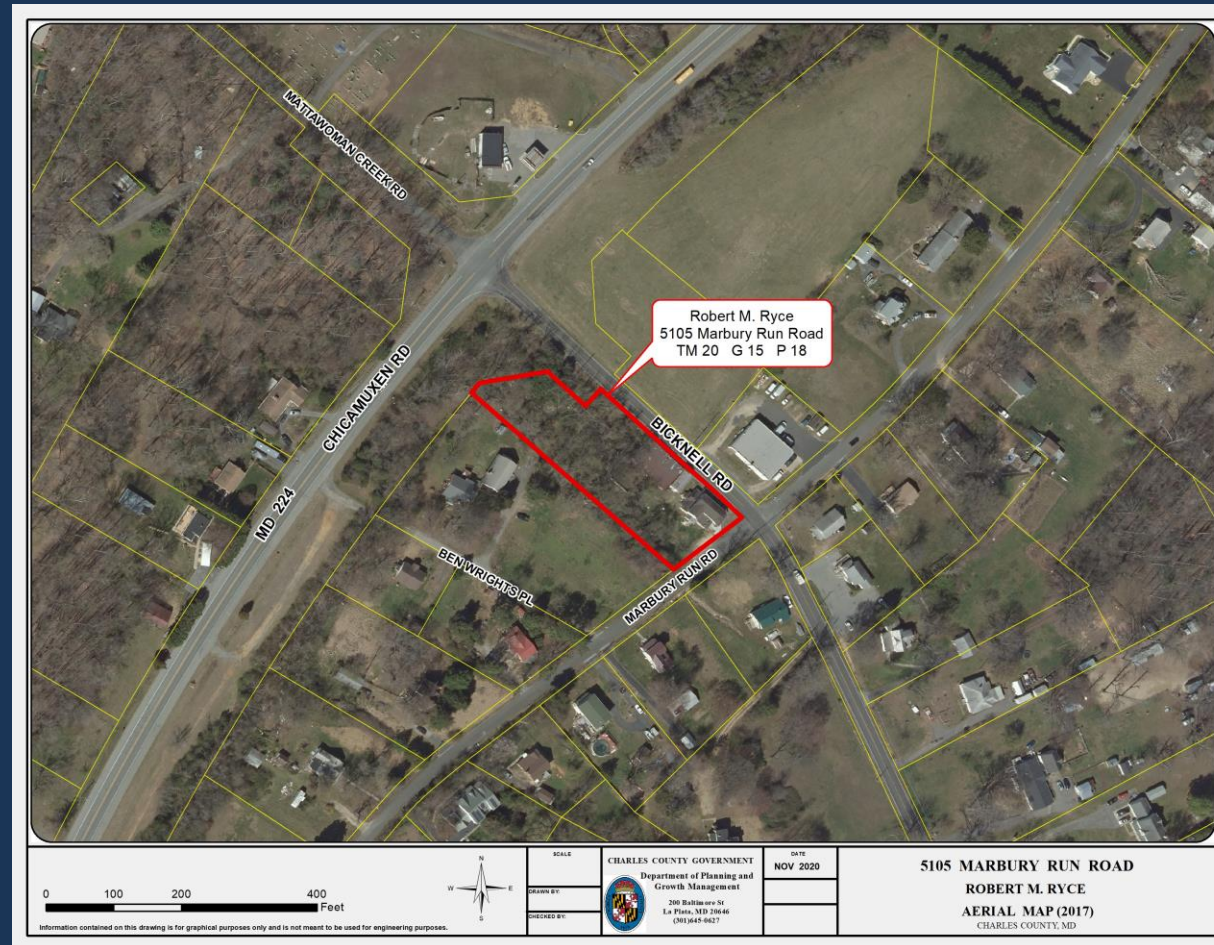 MATTAWOMAN CREEK RD
Robert M. Ryce
5105 Marbury Run Road
TM 20 G 15 P 18
CHICAMUXEN RD
BICKNELL RD
MD 224
BEN WRIGHTS PL
MARBURY RUN RD
0 100 200 400
Feet
Information contained on this drawing is for graphical purposes only and is not meant to be used for engineering purposes.
N
W E
S
SCALE
DRAWN BY:
CHECKED BY:
CHARLES COUNTY GOVERNMENT
Department of Planning and
Growth Management
200 Baltimore St
La Plata, MD 20646
(301)645-0627
DATE
NOV 2020
5105 MARBURY RUN ROAD
ROBERT M. RYCE
AERIAL MAP (2017)
CHARLES COUNTY, MD